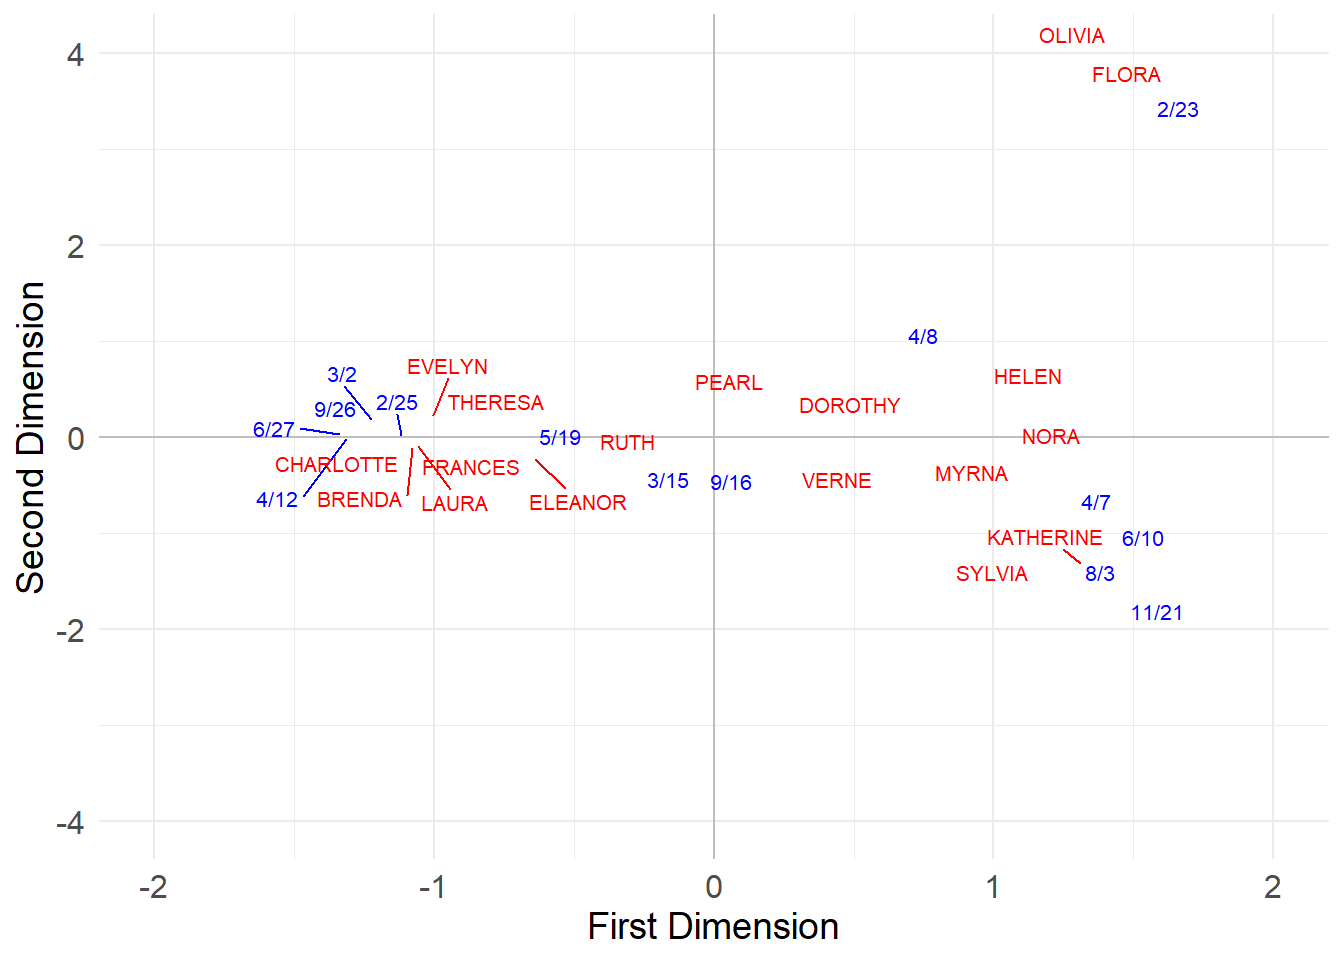 OLIVIA
4
FLORA
2/23
2
4/8
EVELYN
3/2
HELEN
PEARL
2/25
THERESA
DOROTHY
9/26
6/27
0
5/19
RUTH
NORA
CHARLOTTE
FRANCES
MYRNA
3/15
9/16
VERNE
4/12
BRENDA
LAURA
ELEANOR
4/7
KATHERINE
6/10
SYLVIA
8/3
11/21
-2
-4
-2
-1
0
1
2
First Dimension
Second Dimension